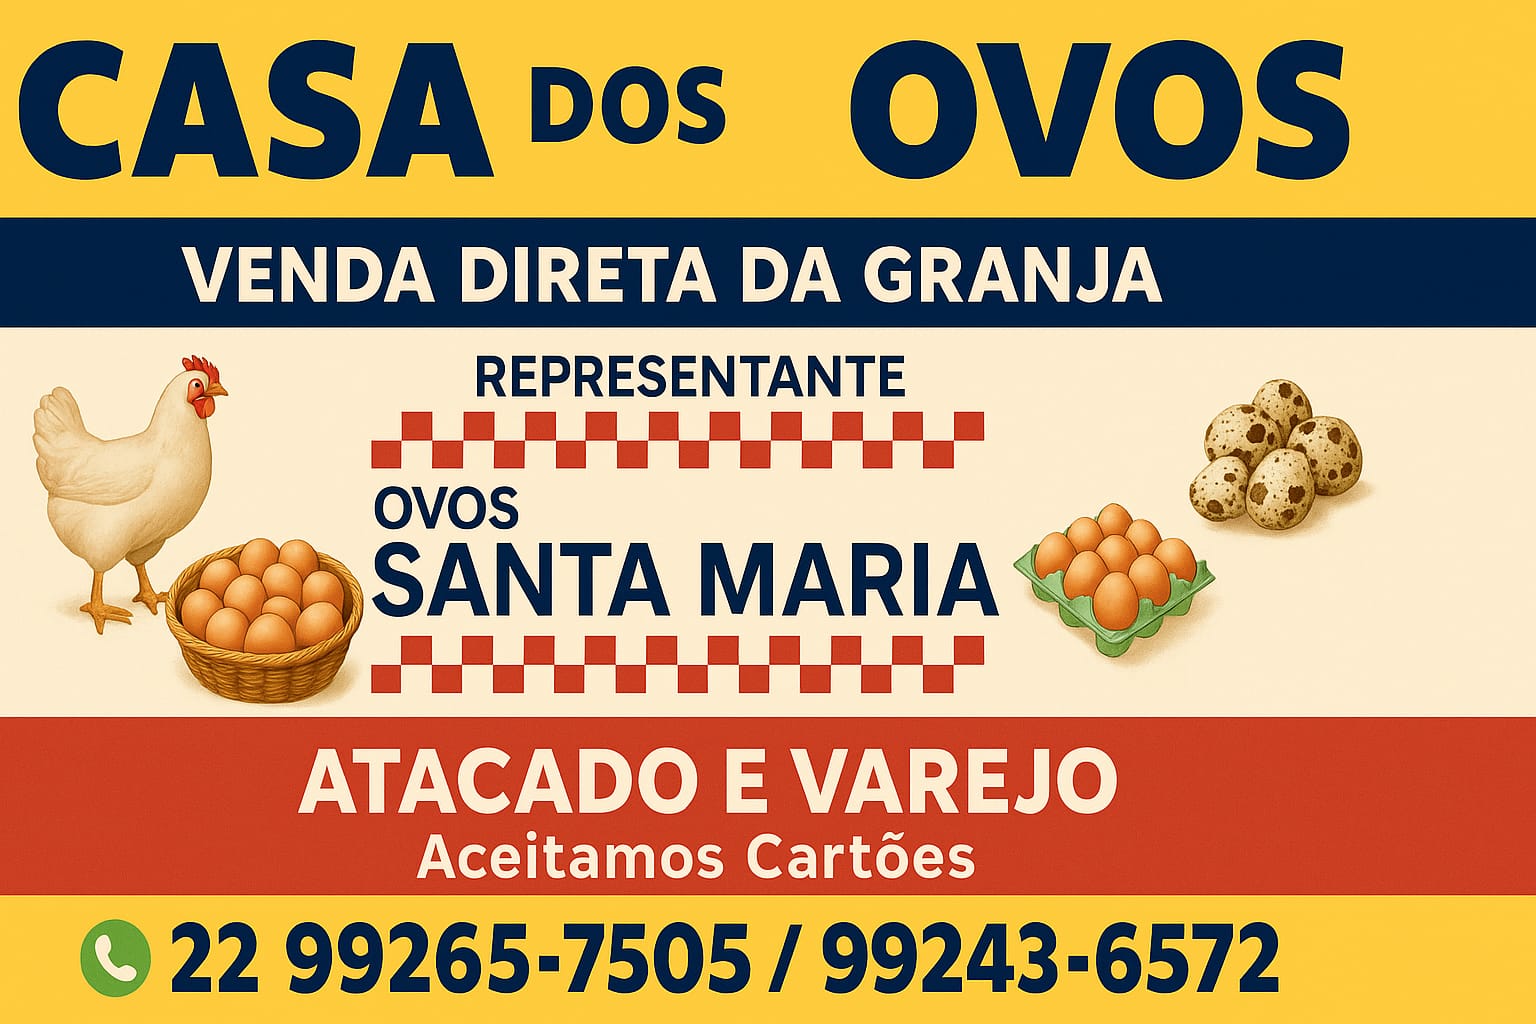 CASA DOS OVOS
VENDA DIRETA DA GRANJA
REPRESENTANTE
OVOS
SANTA MARIA
ATACADO E VAREJO
Aceitamos Cartões
22 99265-7505 / 99243-6572